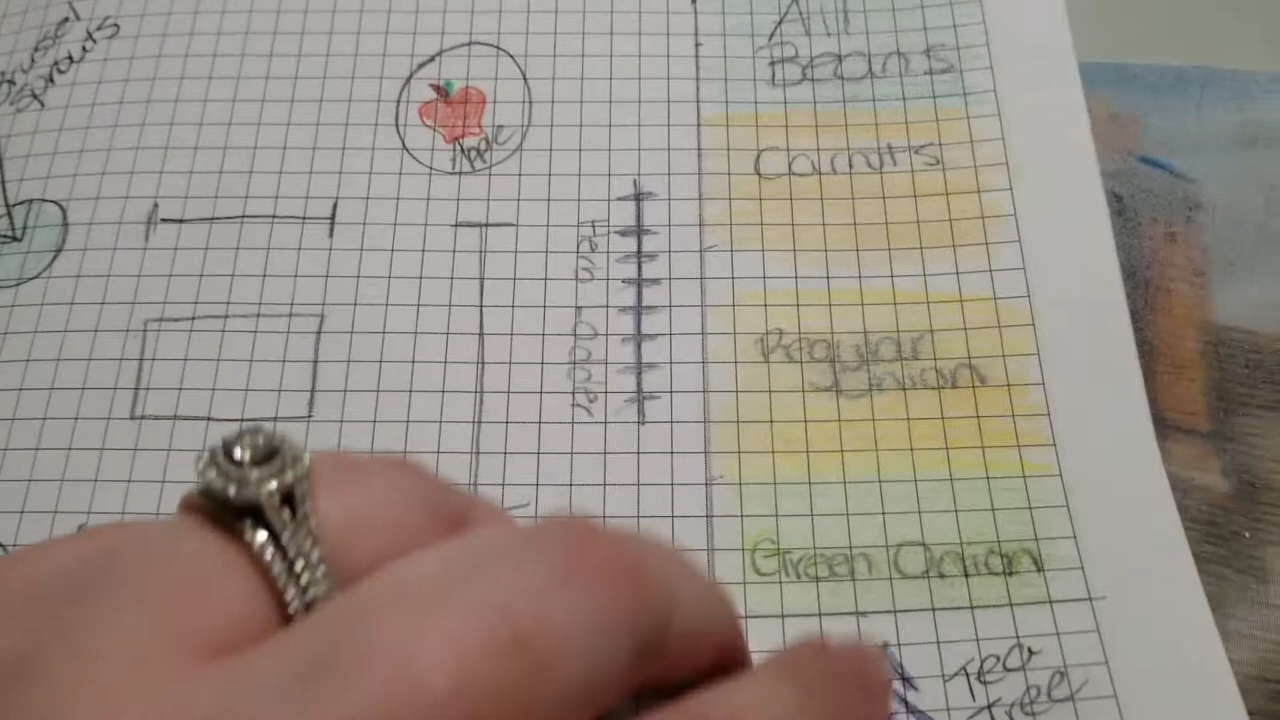 Brussel
Sprouts
Apple
All
Beans
Carrots
Regular
Onion
Green Onion
Tea
Tree